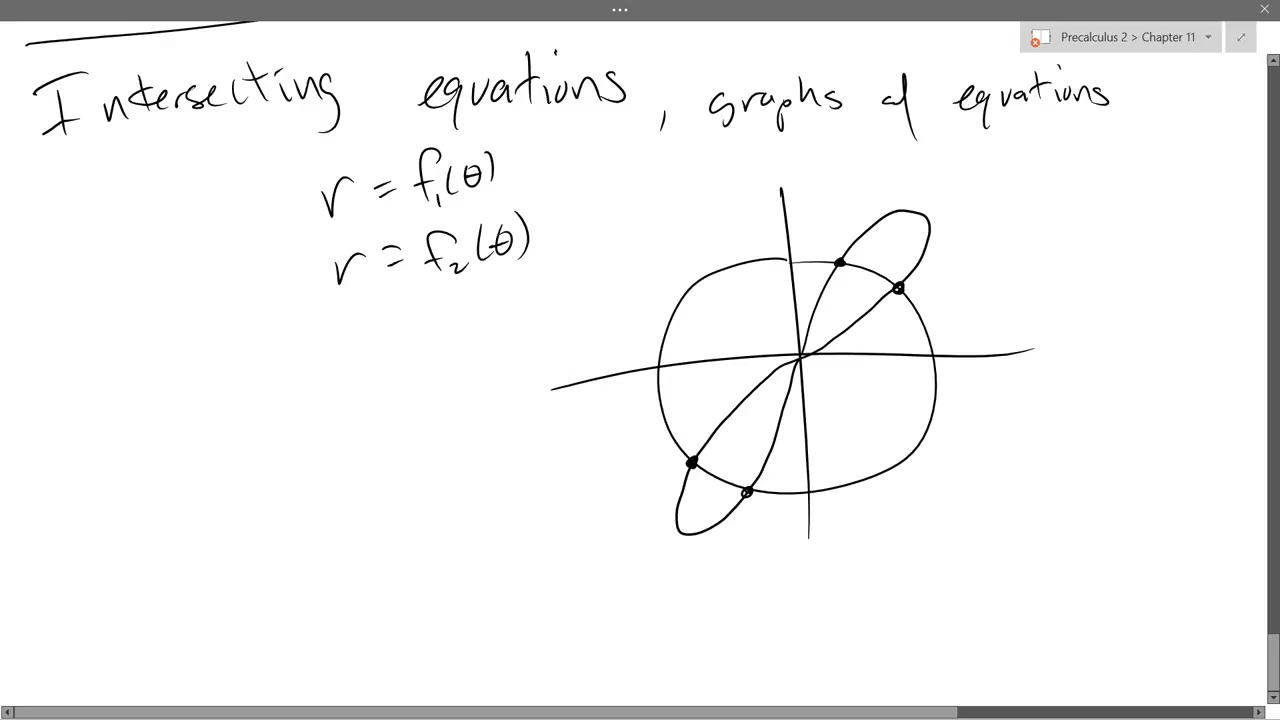 Precalculus 2 > Chapter 11
Intersecting equations, graphs of equations
r = f₁(θ)
r = f₂(θ)